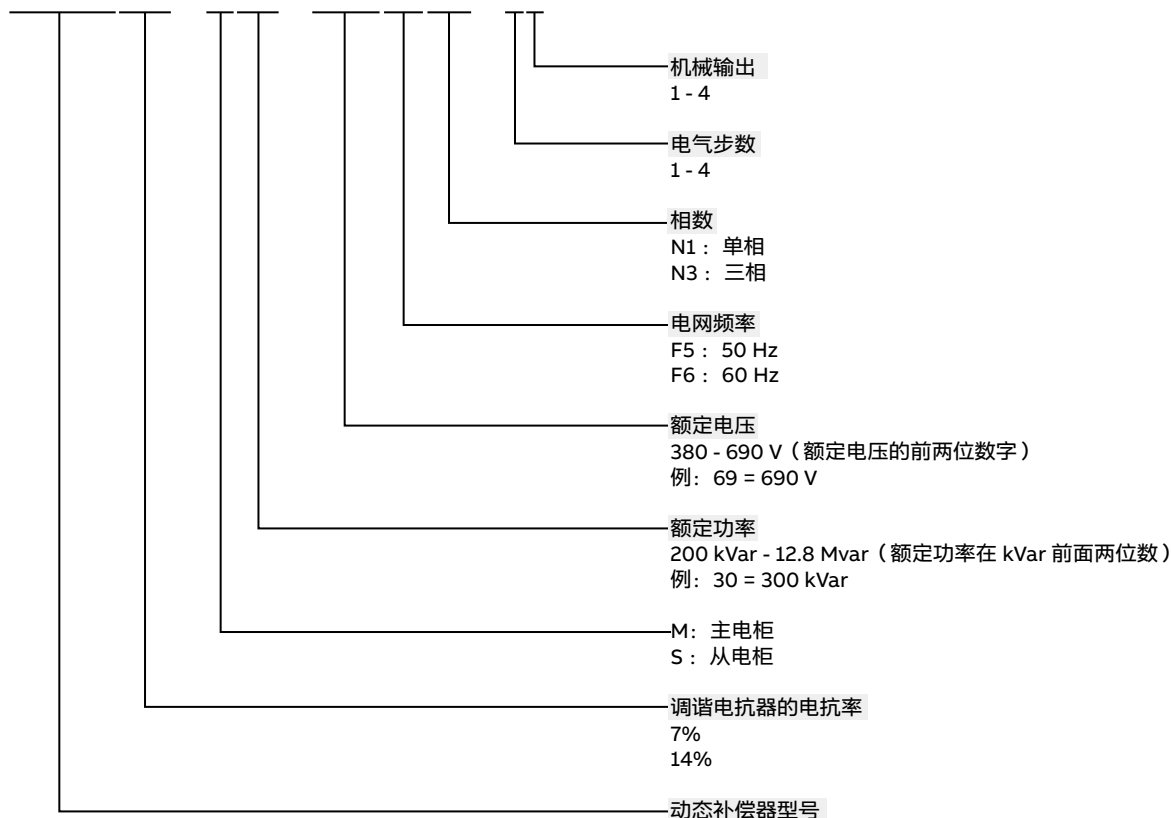 机械输出
1 - 4
电气步数
1 - 4
相数
N1： 单相
N3： 三相
电网频率
F5： 50 Hz
F6： 60 Hz
额定电压
380 - 690 V（额定电压的前两位数字）
例：69 = 690 V
额定功率
200 kVar - 12.8 Mvar（额定功率在 kVar 前面两位数）
例：30 = 300 kVar
M：主电柜
S：从电柜
调谐电抗器的电抗率
7%
14%
动态补偿器型号